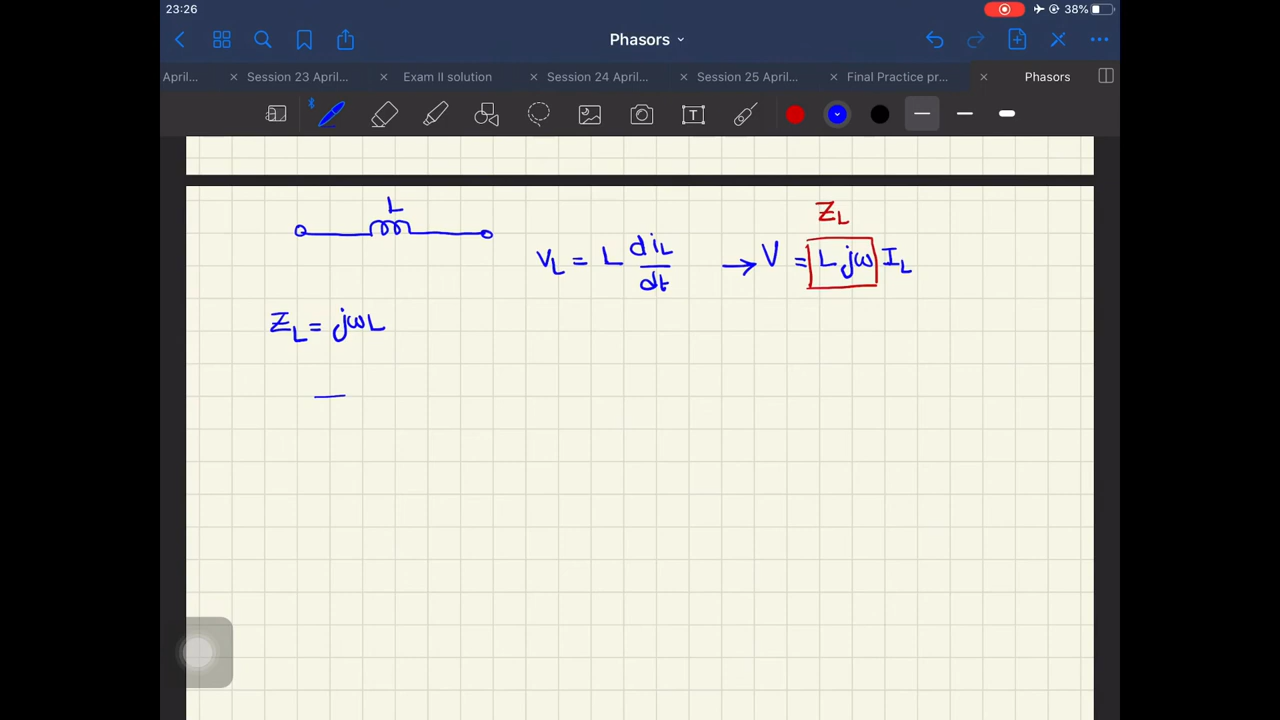 23:26
38%
Phasors
April...
Session 23 April...
Exam II solution
Session 24 April...
Session 25 April...
Final Practice pr...
Phasors
T
L
V_L = L di_L/dt → V = L jω I_L
Z_L
Z_L = jωL